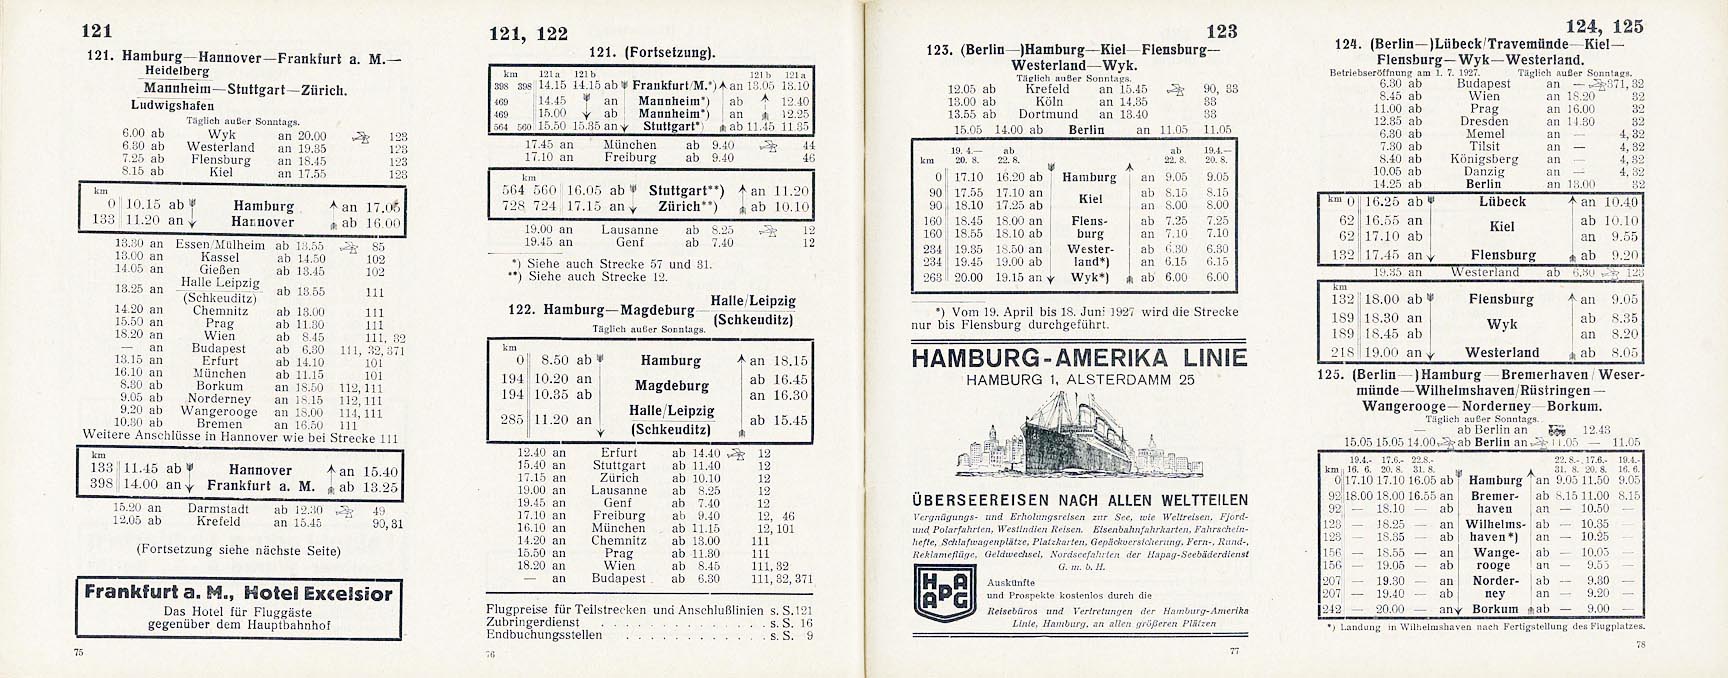 121
121. Hamburg—Hannover—Frankfurt a. M.—
Heidelberg
Mannheim—Stuttgart—Zürich.
Ludwigshafen
Täglich außer Sonntags.
6.00 ab Wyk an 20.00 123
6.30 ab Westerland an 19.35 123
7.25 ab Flensburg an 18.45 123
8.15 ab Kiel an 17.55 123
km
0 10.15 ab Hamburg an 17.05
133 11.20 an Hannover ab 16.00
13.30 an Essen/Mülheim ab 13.55 85
13.00 an Kassel ab 14.50 102
14.05 an Gießen ab 13.45 102
13.25 an Halle Leipzig (Schkeuditz) ab 13.55 111
14.20 an Chemnitz ab 13.00 111
15.50 an Prag ab 11.30 111
18.20 an Wien ab 8.45 111, 32
— an Budapest ab 6.30 111, 32, 371
13.15 an Erfurt ab 14.10 101
16.10 an München ab 11.15 101
8.30 ab Borkum an 18.50 112, 111
9.05 ab Norderney an 18.15 112, 111
9.20 ab Wangerooge an 18.00 114, 111
10.30 ab Bremen an 16.50 111
Weitere Anschlüsse in Hannover wie bei Strecke 111
km
133 11.45 ab Hannover an 15.40
398 14.00 an Frankfurt a. M. ab 13.25
15.20 an Darmstadt ab 12.30 49
12.05 ab Krefeld an 15.45 90, 31
(Fortsetzung siehe nächste Seite)
Frankfurt a. M., Hotel Excelsior
Das Hotel für Fluggäste
gegenüber dem Hauptbahnhof
75
121, 122
121. (Fortsetzung).
km 121a 121b 121b 121a
398 398 14.15 14.15 ab Frankfurt/M.*) an 13.05 13.10
469 14.45 an Mannheim*) ab 12.40
469 15.00 ab Mannheim*) an 12.25
564 560 15.50 15.35 an Stuttgart*) ab 11.45 11.35
17.45 an München ab 9.40 44
17.10 an Freiburg ab 9.40 46
km
564 560 16.05 ab Stuttgart**) an 11.20
728 724 17.15 an Zürich**) ab 10.10
19.00 an Lausanne ab 8.25 12
19.45 an Genf ab 7.40 12
*) Siehe auch Strecke 57 und 31.
**) Siehe auch Strecke 12.
122. Hamburg—Magdeburg—Halle/Leipzig (Schkeuditz)
Täglich außer Sonntags.
km
0 8.50 ab Hamburg an 18.15
194 10.20 an Magdeburg ab 16.45
194 10.35 ab an 16.30
285 11.20 an Halle/Leipzig (Schkeuditz) ab 15.45
12.40 an Erfurt ab 14.40 12
15.40 an Stuttgart ab 11.40 12
17.15 an Zürich ab 10.10 12
19.00 an Lausanne ab 8.25 12
19.45 an Genf ab 7.40 12
17.10 an Freiburg ab 9.40 12, 46
16.10 an München ab 11.15 12, 101
14.20 an Chemnitz ab 13.00 111
15.50 an Prag ab 11.30 111
18.20 an Wien ab 8.45 111, 32
— an Budapest ab 6.30 111, 32, 371
Flugpreise für Teilstrecken und Anschlußlinien s. S. 121
Zubringerdienst . . . . . . . . . . . . . s. S. 16
Endbuchungsstellen . . . . . . . . . . . s. S. 9
76
123
123. (Berlin—)Hamburg—Kiel—Flensburg—
Westerland—Wyk.
Täglich außer Sonntags.
12.05 ab Krefeld an 15.45 90, 33
13.00 ab Köln an 14.35 33
13.55 ab Dortmund an 13.40 33
15.05 14.00 ab Berlin an 11.05 11.05
19. 4.— ab ab 19.4.—
km 20. 8. 22. 8. 22. 8. 20. 8.
0 17.10 16.20 ab Hamburg an 9.05 9.05
90 17.55 17.10 an Kiel ab 8.15 8.15
90 18.10 17.25 ab an 8.00 8.00
160 18.45 18.00 an Flens- ab 7.25 7.25
160 18.55 18.10 ab burg an 7.10 7.10
234 19.35 18.50 an Wester- ab 6.30 6.30
234 19.45 19.00 ab land*) an 6.15 6.15
263 20.00 19.15 an Wyk*) ab 6.00 6.00
*) Vom 19. April bis 18. Juni 1927 wird die Strecke
nur bis Flensburg durchgeführt.
HAMBURG-AMERIKA LINIE
HAMBURG 1, ALSTERDAMM 25
ÜBERSEEREISEN NACH ALLEN WELTTEILEN
Vergnügungs- und Erholungsreisen zur See, wie Weltreisen, Fjord-
und Polarfahrten, Westindien Reisen. Eisenbahnfahrkarten, Fahrschein-
hefte, Schlafwagenplätze, Platzkarten, Gepäckversicherung, Fern-, Rund-,
Reklameflüge, Geldwechsel, Nordseefahrten der Hapag-Seebäderdienst
G. m. b. H.
HAPAG
Auskünfte
und Prospekte kostenlos durch die
Reisebüros und Vertretungen der Hamburg-Amerika
Linie, Hamburg, an allen größeren Plätzen
77
124, 125
124. (Berlin—)Lübeck/Travemünde—Kiel—
Flensburg—Wyk—Westerland.
Betriebseröffnung am 1. 7. 1927. Täglich außer Sonntags.
6.30 ab Budapest an — 371, 32
8.45 ab Wien an 18.20 32
11.00 ab Prag an 16.00 32
12.35 ab Dresden an 14.30 32
6.30 ab Memel an — 4, 32
7.30 ab Tilsit an — 4, 32
8.40 ab Königsberg an — 4, 32
10.05 ab Danzig an — 4, 32
14.25 ab Berlin an 13.00 32
km 0 16.25 ab Lübeck an 10.40
62 16.55 an Kiel ab 10.10
62 17.10 ab an 9.55
132 17.45 an Flensburg ab 9.20
19.35 an Westerland ab 6.30 123
km
132 18.00 ab Flensburg an 9.05
189 18.30 an Wyk ab 8.35
189 18.45 ab an 8.20
218 19.00 an Westerland ab 8.05
125. (Berlin—)Hamburg—Bremerhaven/Weser-
münde—Wilhelmshaven/Rüstringen—
Wangerooge—Norderney—Borkum.
Täglich außer Sonntags.
— ab Berlin an 12.43
15.05 15.05 14.00 ab Berlin an 11.05 — 11.05
19.4.- 17.6.- 22.8.- 22. 8.- 17.6.- 19.4.-
km 16. 6. 20. 8. 31. 8. 31. 8. 20. 8. 16. 6.
0 17.10 17.10 16.05 ab Hamburg an 9.05 11.50 9.05
92 18.00 18.00 16.55 an Bremer- ab 8.15 11.00 8.15
92 — 18.10 — ab haven an — 10.50 —
123 — 18.25 — an Wilhelms- ab — 10.35 —
123 — 18.35 — ab haven*) an — 10.25 —
156 — 18.55 — an Wange- ab — 10.05 —
156 — 19.05 — ab rooge an — 9.55 —
207 — 19.30 — an Norder- ab — 9.30 —
207 — 19.40 — ab ney an — 9.20 —
242 — 20.00 — an Borkum ab — 9.00 —
*) Landung in Wilhelmshaven nach Fertigstellung des Flugplatzes.
78